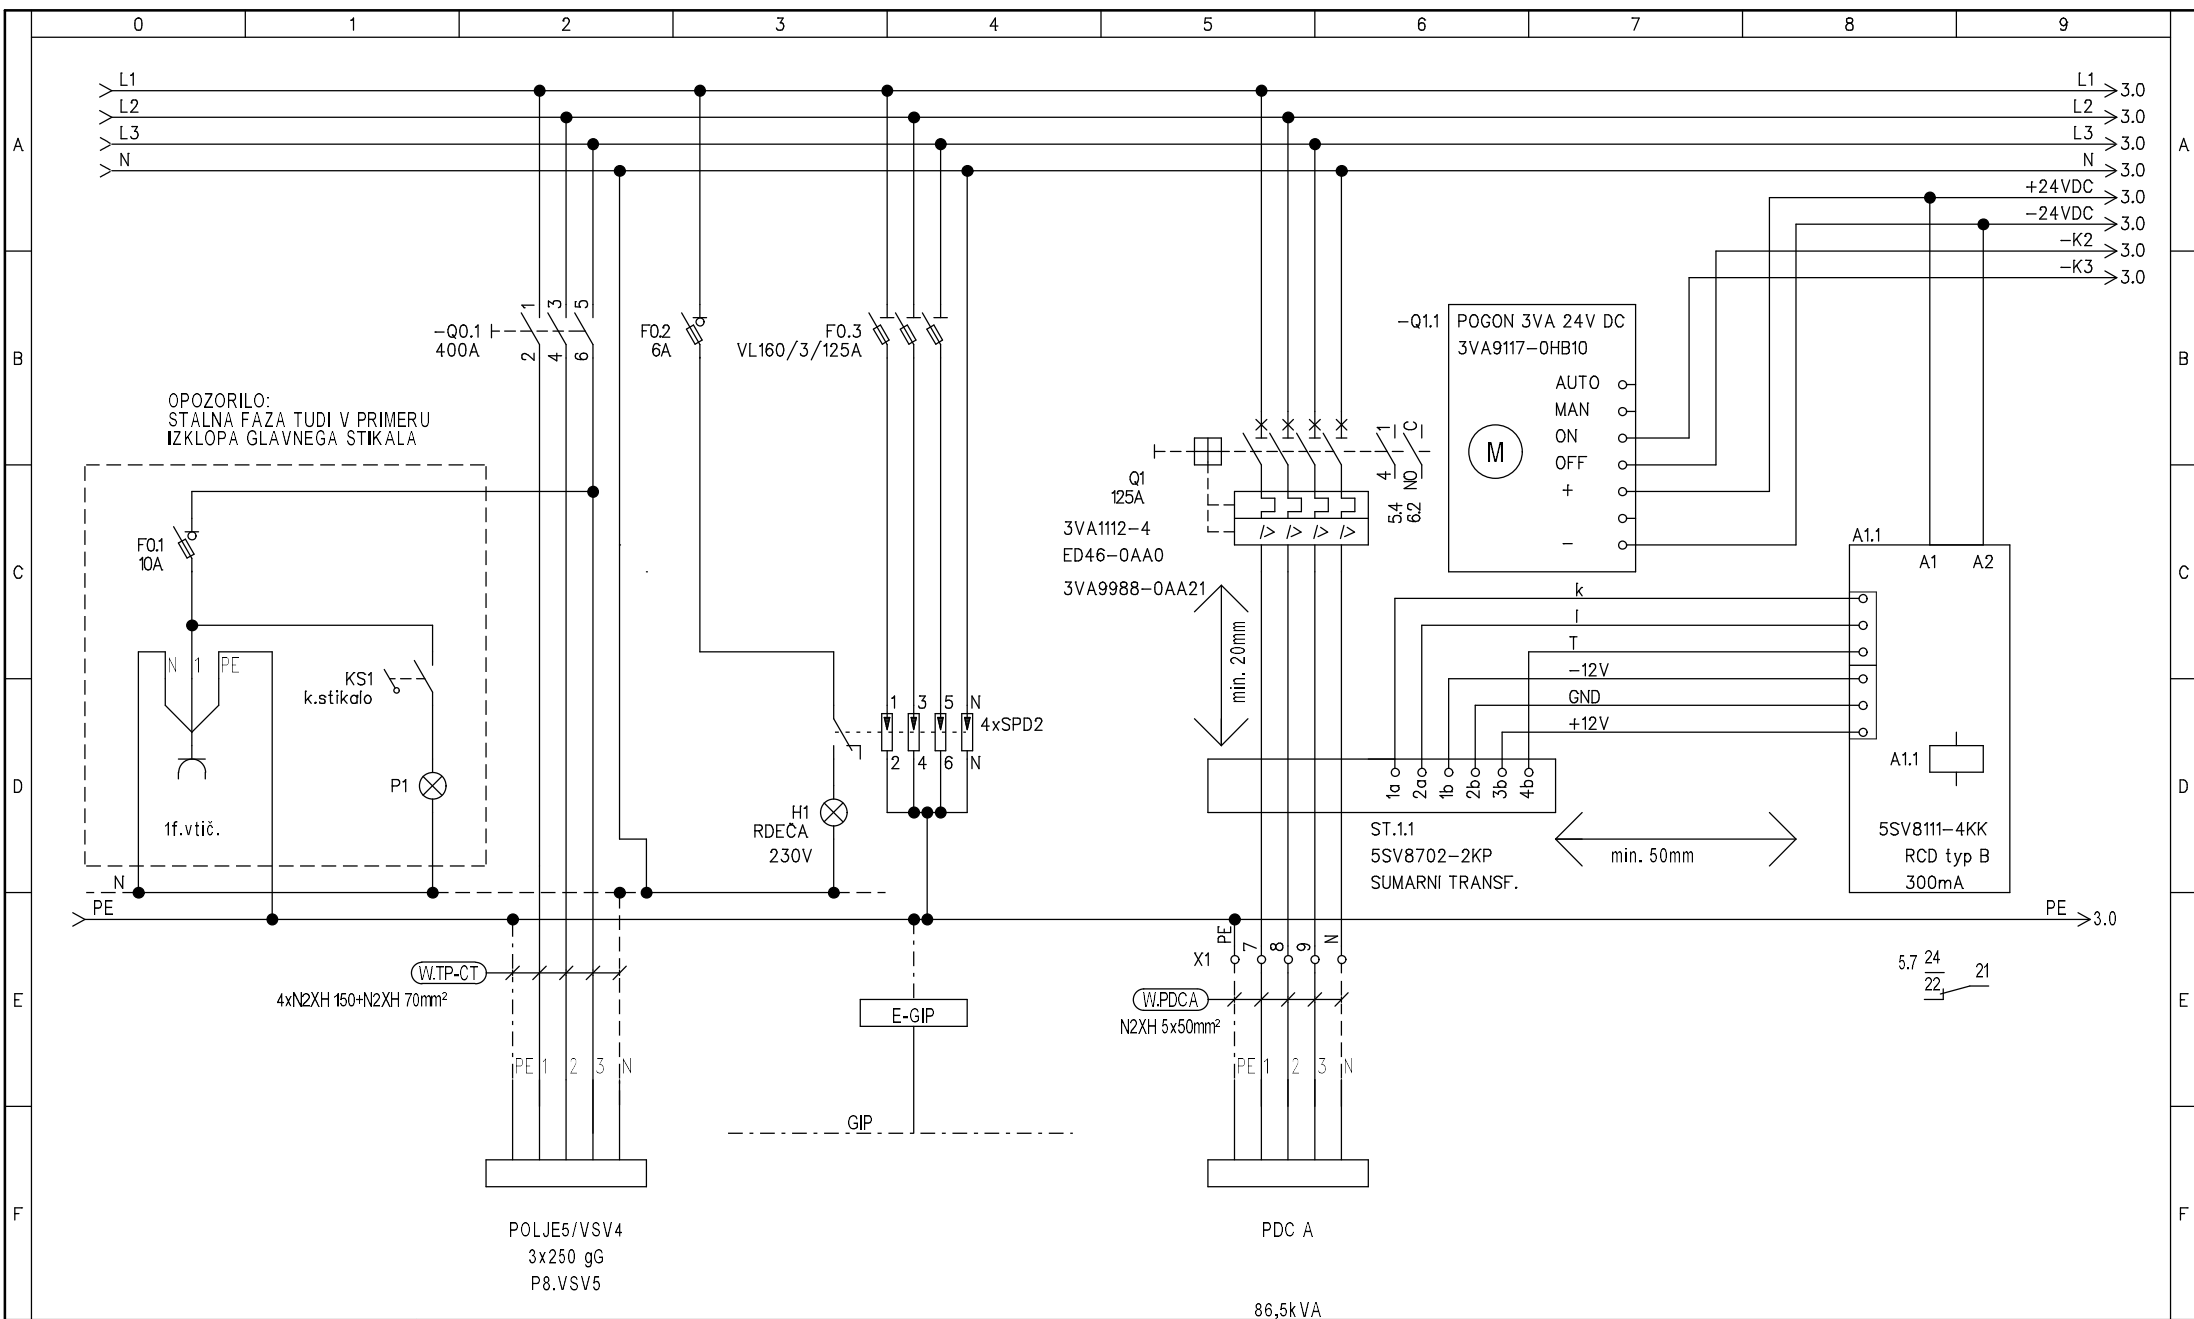 0 1 2 3 4 5 6 7 8 9
L1 L1 3.0
L2 L2 3.0
L3 L3 3.0
A A
N N 3.0
+24VDC 3.0
-24VDC 3.0
-K2 3.0
-K3 3.0
1 3 5
-Q0.1
400A
2 4 6
F0.2
6A
F0.3
VL160/3/125A
-Q1.1
POGON 3VA 24V DC
3VA9117-0HB10
B B
AUTO
MAN
ON
OFF
+
-
M
OPOZORILO:
STALNA FAZA TUDI V PRIMERU
IZKLOPA GLAVNEGA STIKALA
1 C
4 NO
5.4
6.2
Q1
125A
3VA1112-4
ED46-0AA0
3VA9988-0AA21
/> /> /> />
F0.1
10A
A1.1
A1 A2
C C
k
l
T
-12V
GND
+12V
min. 20mm
N 1 PE
KS1
k.stikalo
1 3 5 N
4xSPD2
2 4 6 N
A1.1
1a 2a 1b 2b 3b 4b
D D
P1
H1
RDEČA
230V
1f.vtič.
ST.1.1
5SV8702-2KP
SUMARNI TRANSF.
min. 50mm
5SV8111-4KK
RCD typ B
300mA
N
PE PE 3.0
PE 7 8 9 N
X1
W.TP-CT
4xN2XH 150+N2XH 70mm²
E-GIP
W.PDCA
N2XH 5x50mm²
5.7 24 21
22
E E
PE 1 2 3 N
PE 1 2 3 N
GIP
F F
POLJE5/VSV4
3x250 gG
P8.VSV5
PDC A
86,5kVA